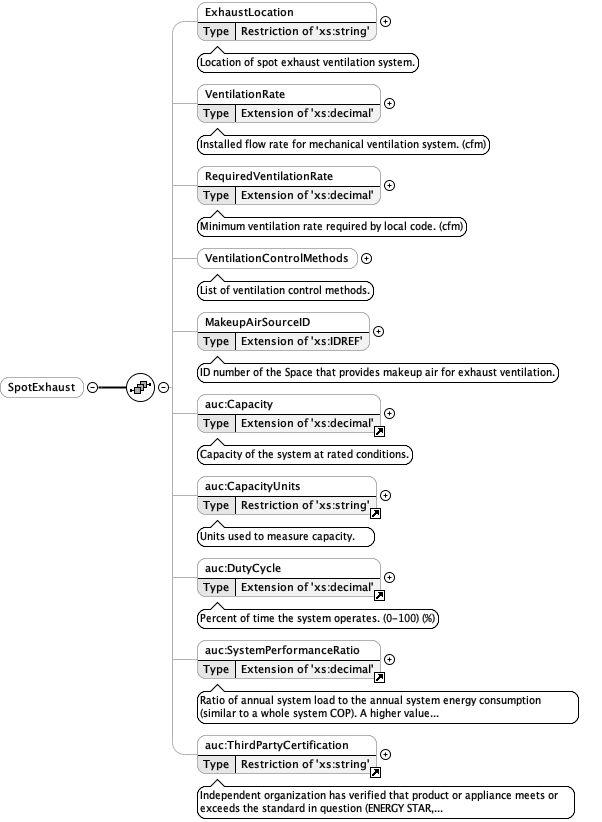 ExhaustLocation
Type Restriction of 'xs:string'
Location of spot exhaust ventilation system.
VentilationRate
Type Extension of 'xs:decimal'
Installed flow rate for mechanical ventilation system. (cfm)
RequiredVentilationRate
Type Extension of 'xs:decimal'
Minimum ventilation rate required by local code. (cfm)
VentilationControlMethods
List of ventilation control methods.
MakeupAirSourceID
Type Extension of 'xs:IDREF'
ID number of the Space that provides makeup air for exhaust ventilation.
SpotExhaust
auc:Capacity
Type Extension of 'xs:decimal'
Capacity of the system at rated conditions.
auc:CapacityUnits
Type Restriction of 'xs:string'
Units used to measure capacity.
auc:DutyCycle
Type Extension of 'xs:decimal'
Percent of time the system operates. (0-100) (%)
auc:SystemPerformanceRatio
Type Extension of 'xs:decimal'
Ratio of annual system load to the annual system energy consumption
(similar to a whole system COP). A higher value...
auc:ThirdPartyCertification
Type Restriction of 'xs:string'
Independent organization has verified that product or appliance meets or
exceeds the standard in question (ENERGY STAR,...